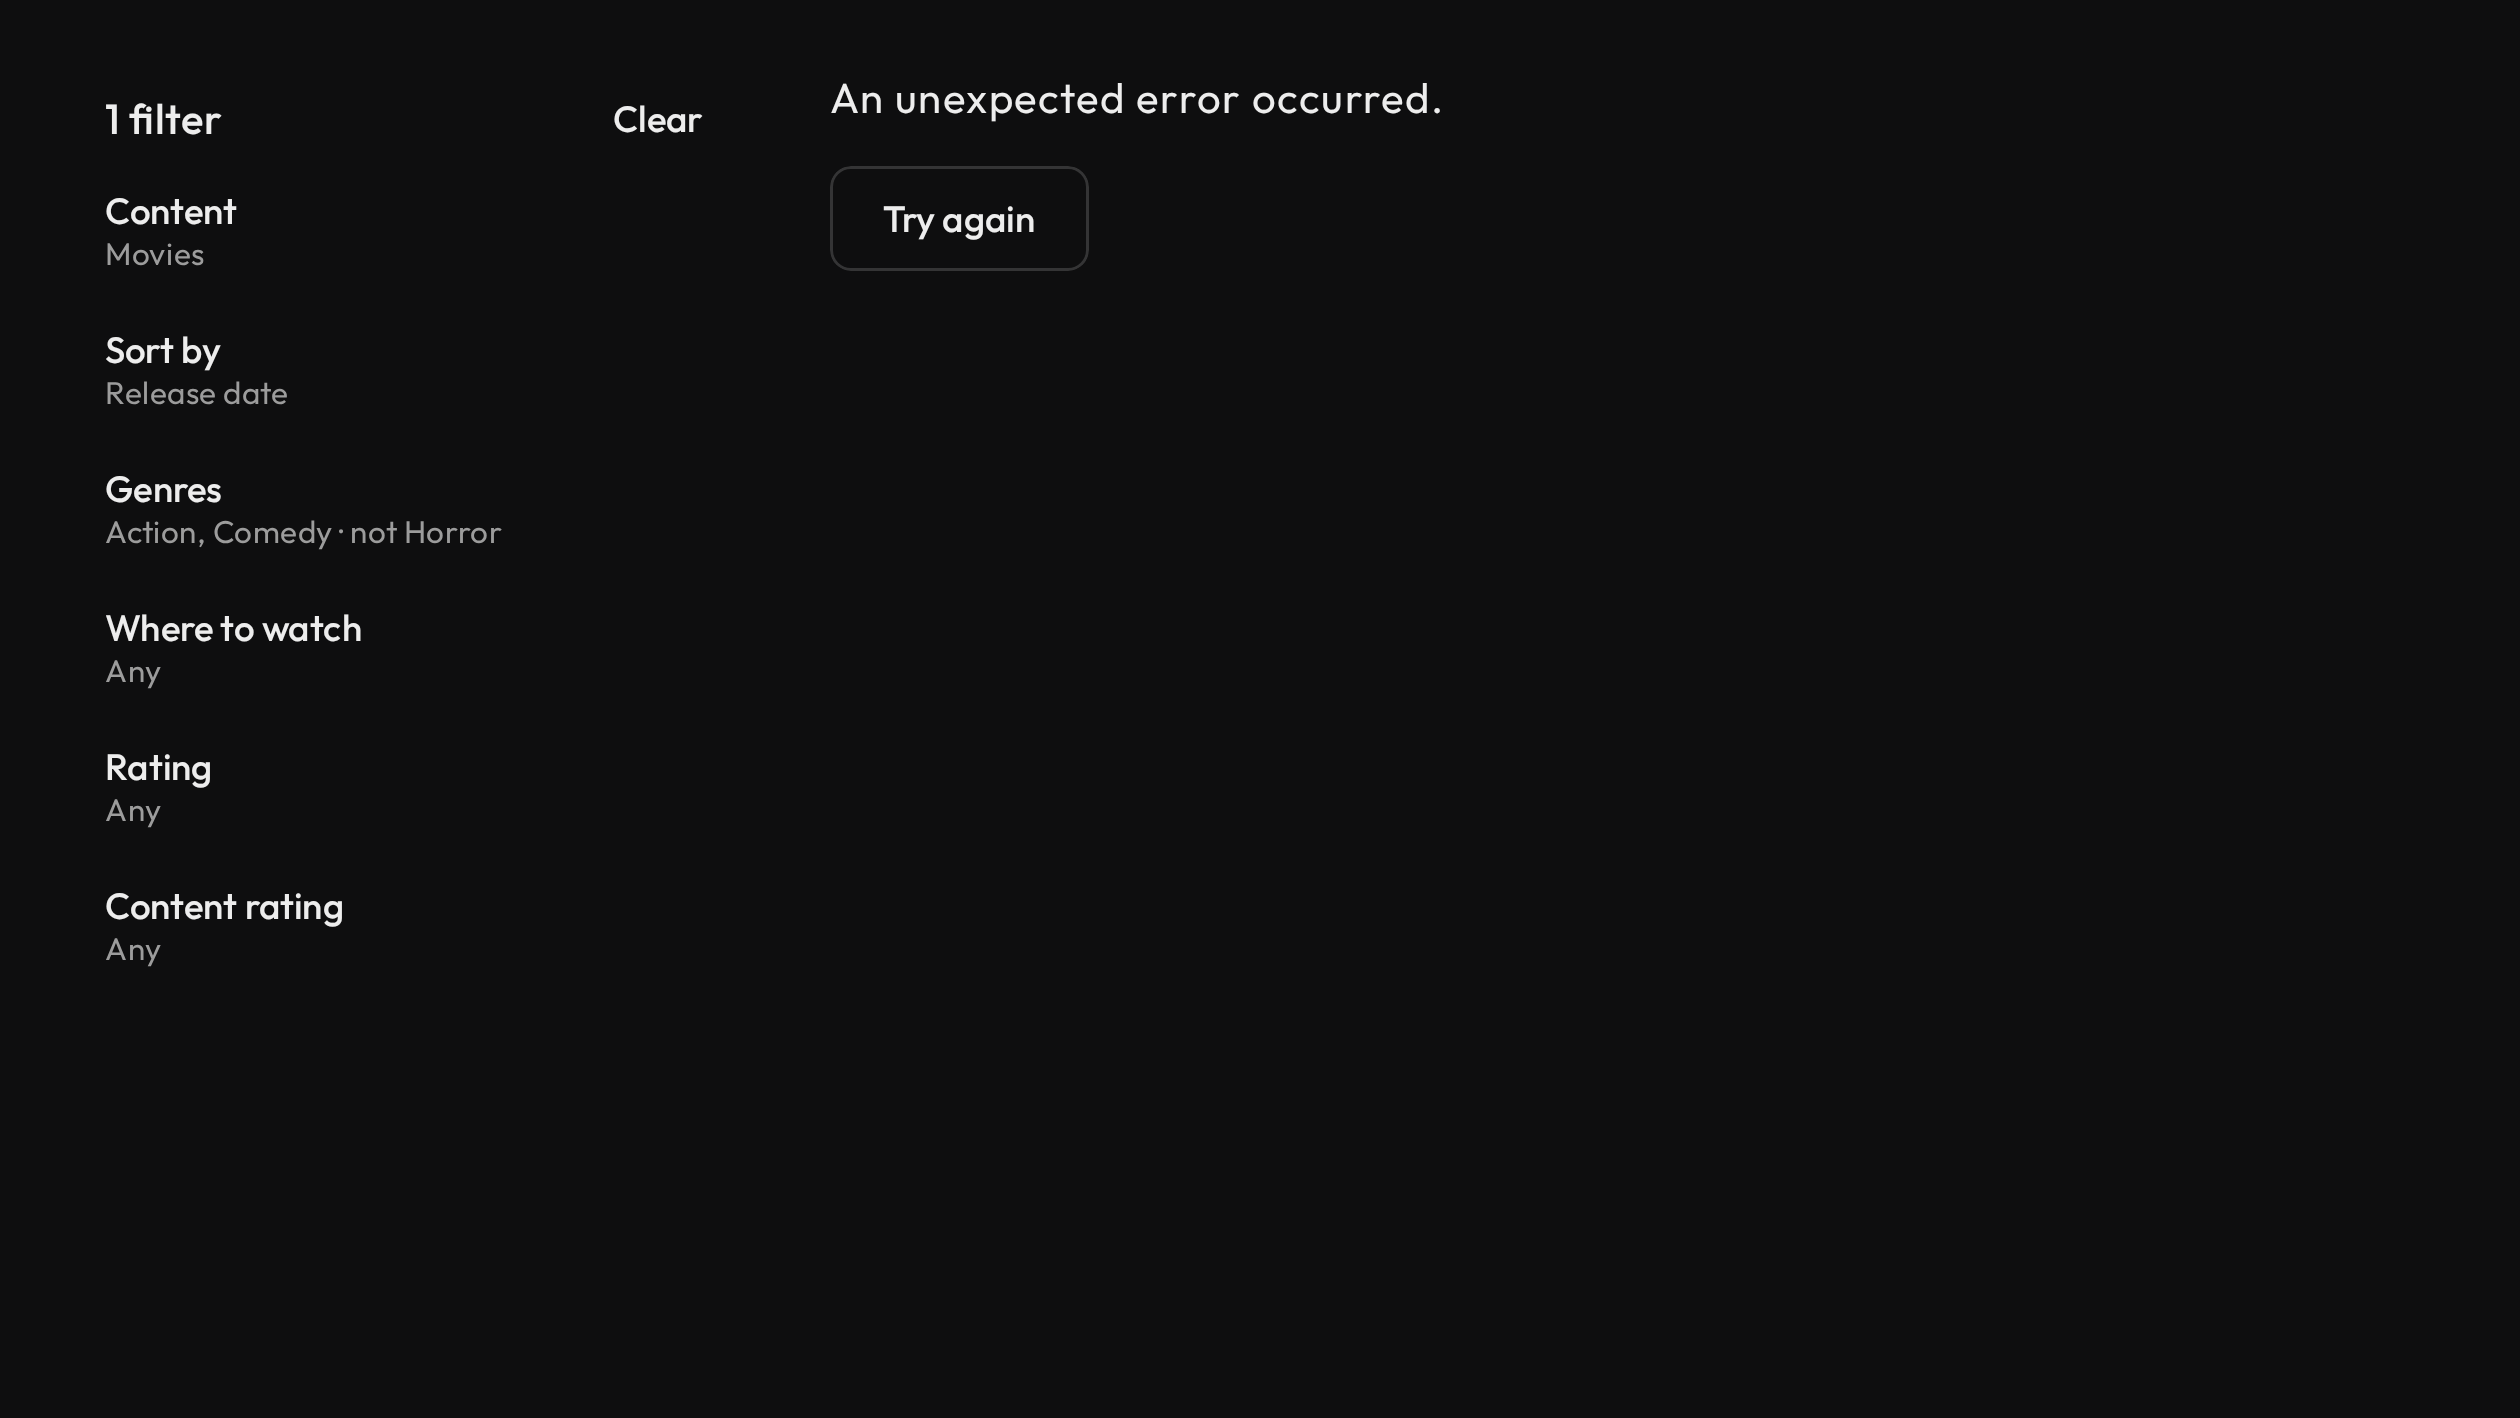 1 filter
Clear
Content
Movies
Sort by
Release date
Genres
Action, Comedy · not Horror
Where to watch
Any
Rating
Any
Content rating
Any
An unexpected error occurred.
Try again